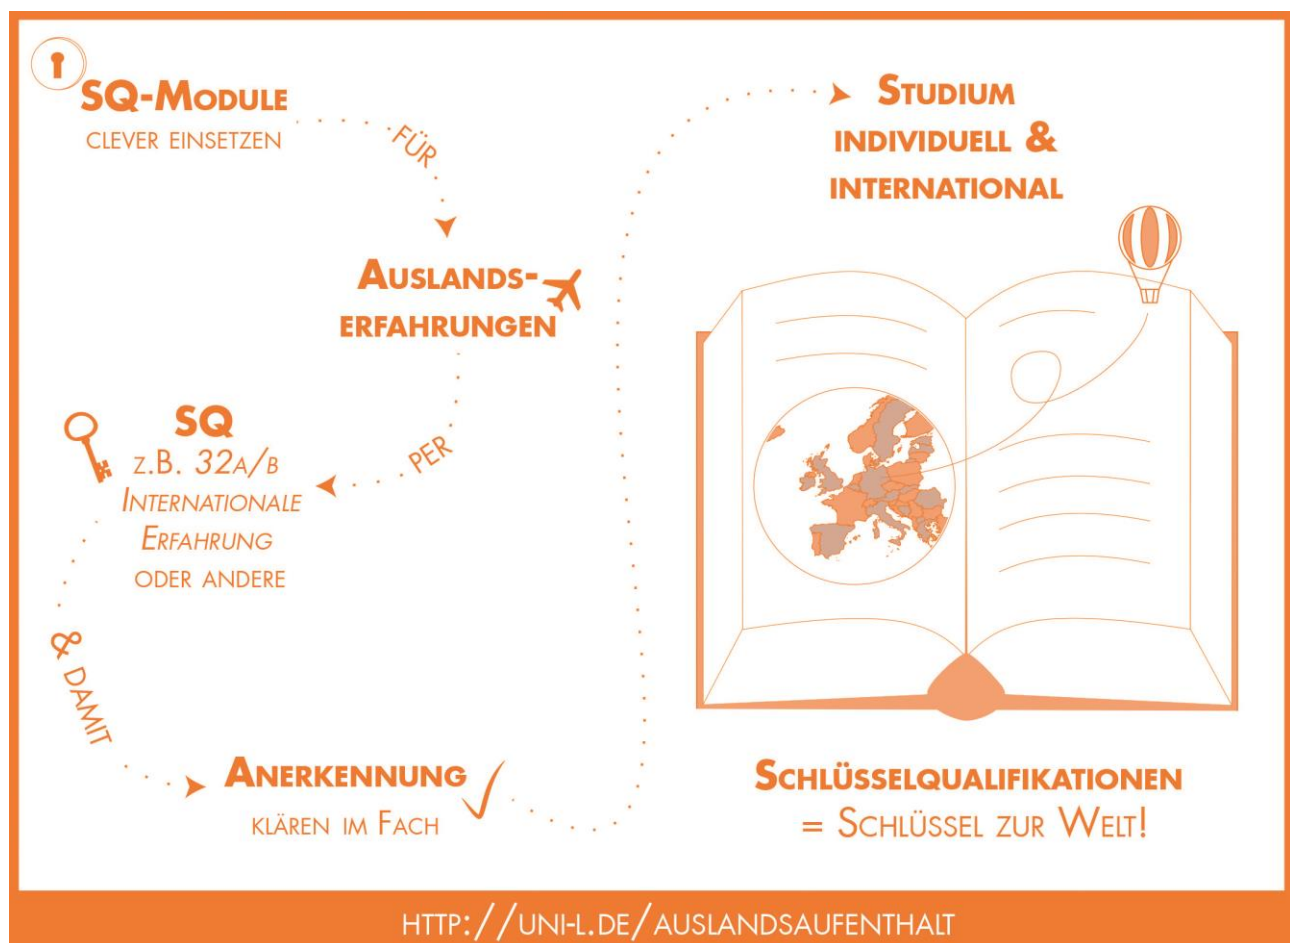 SQ-MODULE
CLEVER EINSETZEN
FÜR
AUSLANDS-
ERFAHRUNGEN
PER
SQ
Z.B. 32A/B
INTERNATIONALE
ERFAHRUNG
ODER ANDERE
& DAMIT
ANERKENNUNG
KLÄREN IM FACH
STUDIUM
INDIVIDUELL &
INTERNATIONAL
SCHLÜSSELQUALIFIKATIONEN
= SCHLÜSSEL ZUR WELT!
HTTP://UNI-L.DE/AUSLANDSAUFENTHALT